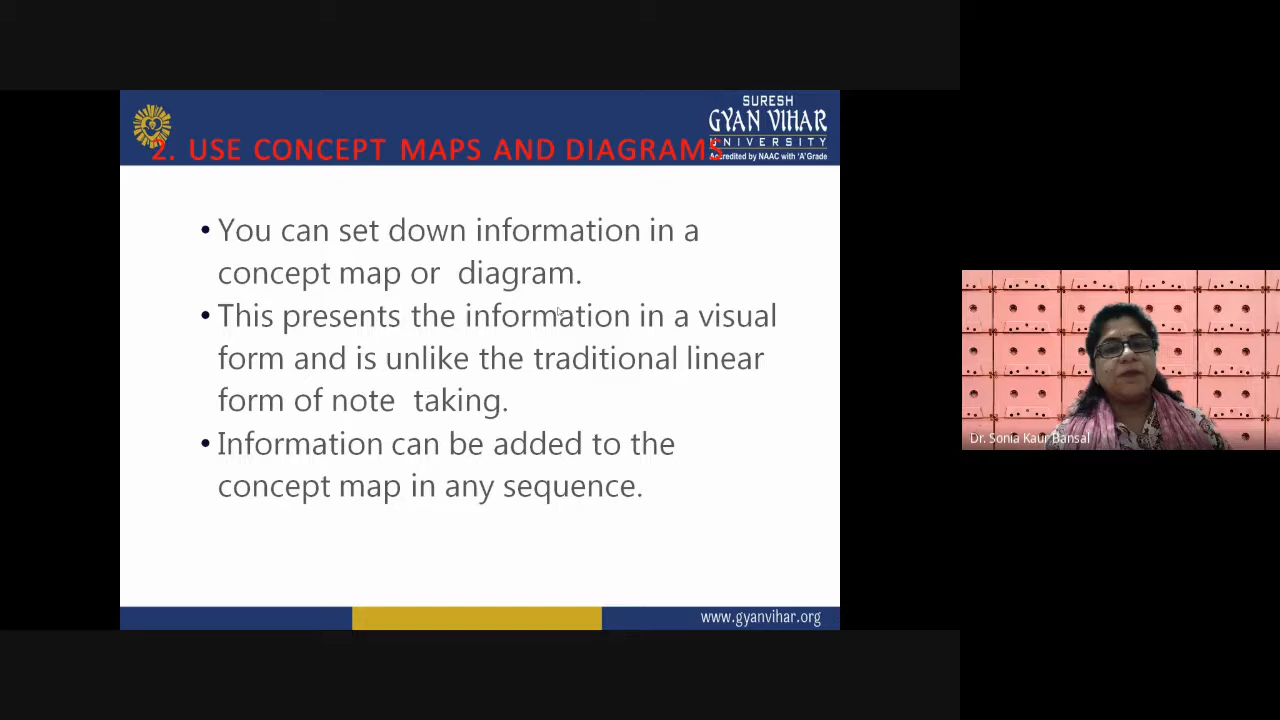 SURESH
GYAN VIHAR
UNIVERSITY
Accredited by NAAC with 'A' Grade
2. USE CONCEPT MAPS AND DIAGRAMS
• You can set down information in a
concept map or diagram.
• This presents the information in a visual
form and is unlike the traditional linear
form of note taking.
• Information can be added to the
concept map in any sequence.
www.gyanvihar.org
Dr. Sonia Kaur Bansal